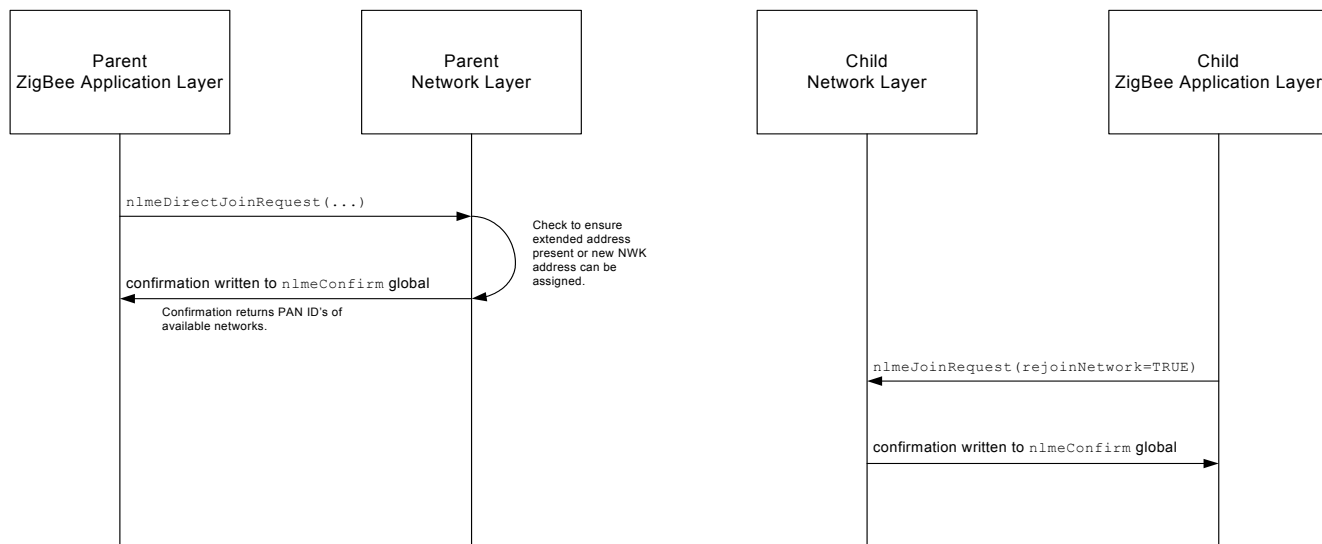 Parent
ZigBee Application Layer
Parent
Network Layer
Child
Network Layer
Child
ZigBee Application Layer
nlmeDirectJoinRequest(...)
Check to ensure
extended address
present or new NWK
address can be
assigned.
confirmation written to nlmeConfirm global
Confirmation returns PAN ID's of
available networks.
nlmeJoinRequest(rejoinNetwork=TRUE)
confirmation written to nlmeConfirm global